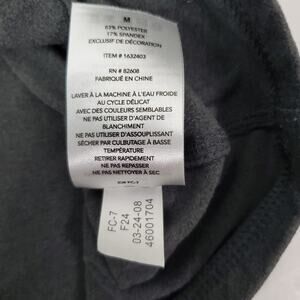 M
83% POLYESTER
17% SPANDEX
EXCLUSIF DE DÉCORATION
ITEM # 1632403
RN # 82608
FABRIQUÉ EN CHINE
LAVER À LA MACHINE À L'EAU FROIDE
AU CYCLE DÉLICAT
AVEC DES COULEURS SEMBLABLES
NE PAS UTILISER D'AGENT DE
BLANCHIMENT
NE PAS UTILISER D'ASSOUPLISSANT
SÉCHER PAR CULBUTAGE À BASSE
TEMPÉRATURE
RETIRER RAPIDEMENT
NE PAS REPASSER
NE PAS NETTOYER À SEC
FC-7
F24
03-24-08
46001704